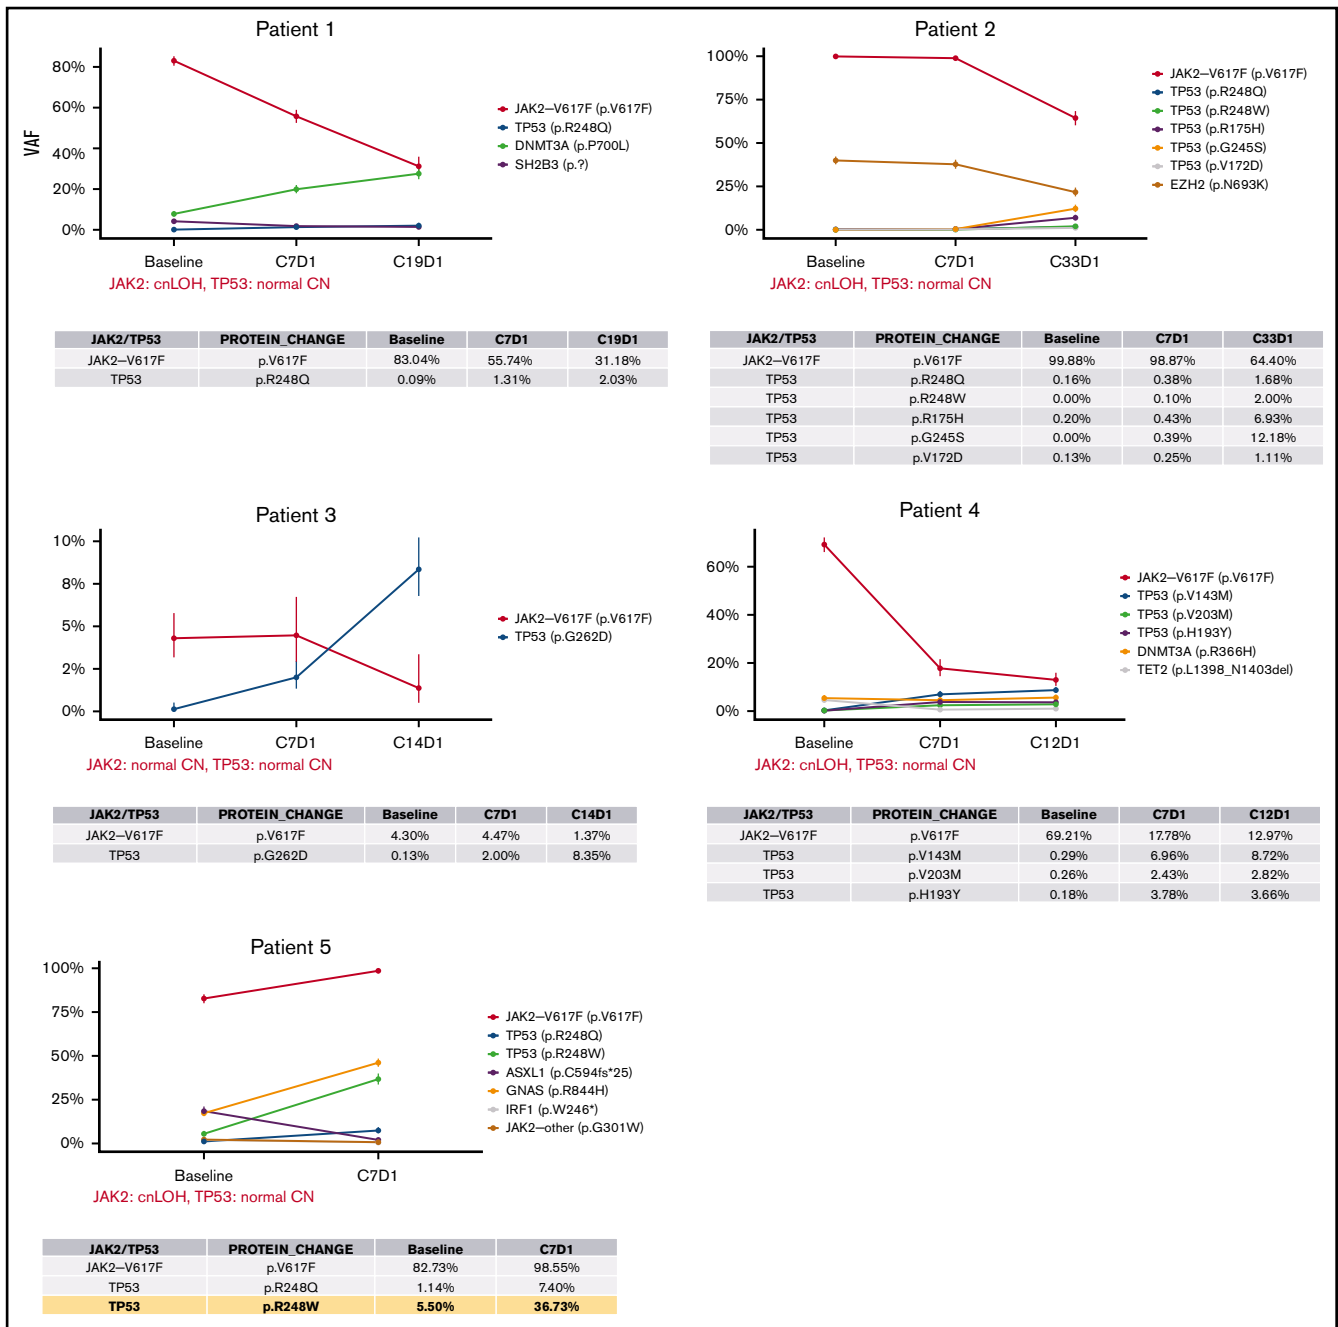 Patient 1
VAF
80%
60%
40%
20%
0%
Baseline C7D1 C19D1
JAK2–V617F (p.V617F)
TP53 (p.R248Q)
DNMT3A (p.P700L)
SH2B3 (p.?)
JAK2: cnLOH, TP53: normal CN
JAK2/TP53 PROTEIN_CHANGE Baseline C7D1 C19D1
JAK2–V617F p.V617F 83.04% 55.74% 31.18%
TP53 p.R248Q 0.09% 1.31% 2.03%
Patient 2
100%
75%
50%
25%
0%
Baseline C7D1 C33D1
JAK2–V617F (p.V617F)
TP53 (p.R248Q)
TP53 (p.R248W)
TP53 (p.R175H)
TP53 (p.G245S)
TP53 (p.V172D)
EZH2 (p.N693K)
JAK2: cnLOH, TP53: normal CN
JAK2/TP53 PROTEIN_CHANGE Baseline C7D1 C33D1
JAK2–V617F p.V617F 99.88% 98.87% 64.40%
TP53 p.R248Q 0.16% 0.38% 1.68%
TP53 p.R248W 0.00% 0.10% 2.00%
TP53 p.R175H 0.20% 0.43% 6.93%
TP53 p.G245S 0.00% 0.39% 12.18%
TP53 p.V172D 0.13% 0.25% 1.11%
Patient 3
10%
8%
5%
2%
0%
Baseline C7D1 C14D1
JAK2–V617F (p.V617F)
TP53 (p.G262D)
JAK2: normal CN, TP53: normal CN
JAK2/TP53 PROTEIN_CHANGE Baseline C7D1 C14D1
JAK2–V617F p.V617F 4.30% 4.47% 1.37%
TP53 p.G262D 0.13% 2.00% 8.35%
Patient 4
60%
40%
20%
0%
Baseline C7D1 C12D1
JAK2–V617F (p.V617F)
TP53 (p.V143M)
TP53 (p.V203M)
TP53 (p.H193Y)
DNMT3A (p.R366H)
TET2 (p.L1398_N1403del)
JAK2: cnLOH, TP53: normal CN
JAK2/TP53 PROTEIN_CHANGE Baseline C7D1 C12D1
JAK2–V617F p.V617F 69.21% 17.78% 12.97%
TP53 p.V143M 0.29% 6.96% 8.72%
TP53 p.V203M 0.26% 2.43% 2.82%
TP53 p.H193Y 0.18% 3.78% 3.66%
Patient 5
100%
75%
50%
25%
0%
Baseline C7D1
JAK2–V617F (p.V617F)
TP53 (p.R248Q)
TP53 (p.R248W)
ASXL1 (p.C594fs*25)
GNAS (p.R844H)
IRF1 (p.W246*)
JAK2–other (p.G301W)
JAK2: cnLOH, TP53: normal CN
JAK2/TP53 PROTEIN_CHANGE Baseline C7D1
JAK2–V617F p.V617F 82.73% 98.55%
TP53 p.R248Q 1.14% 7.40%
TP53 p.R248W 5.50% 36.73%